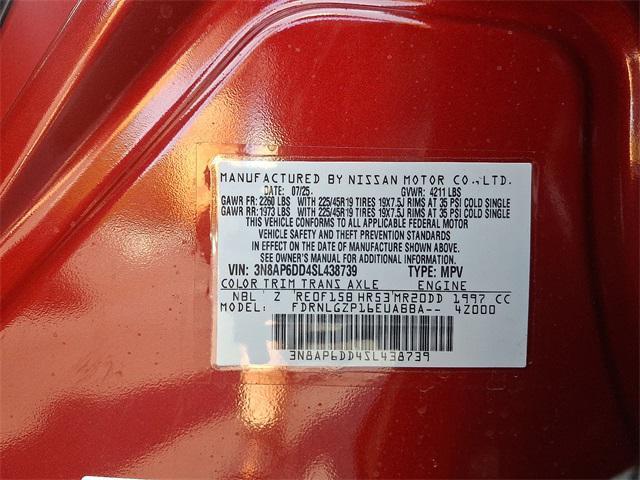 MANUFACTURED BY NISSAN MOTOR CO.,LTD.
DATE: 07/25 GVWR: 4211 LBS
GAWR FR: 2260 LBS WITH 225/45R19 TIRES 19X7.5J RIMS AT 35 PSI COLD SINGLE
GAWR RR: 1973 LBS WITH 225/45R19 TIRES 19X7.5J RIMS AT 35 PSI COLD SINGLE
THIS VEHICLE CONFORMS TO ALL APPLICABLE FEDERAL MOTOR
VEHICLE SAFETY AND THEFT PREVENTION STANDARDS
IN EFFECT ON THE DATE OF MANUFACTURE SHOWN ABOVE.
SEE OWNER'S MANUAL FOR ADDITIONAL INFORMATION.
VIN: 3N8AP6DD4SL438739 TYPE: MPV
COLOR TRIM TRANS AXLE ENGINE
NBL Z RE0F15B HR53 MR20DD 1997 CC
MODEL: FDRNLGZP16EUABBA-- 4Z000
3N8AP6DD4SL438739